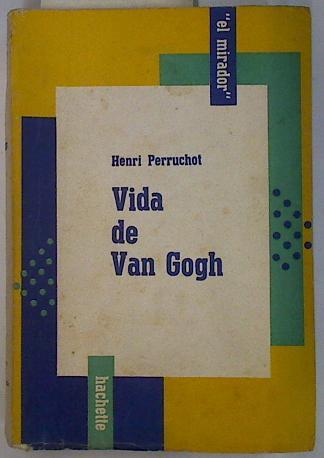 "el mirador"
Henri Perruchot
Vida
de
Van Gogh
hachette